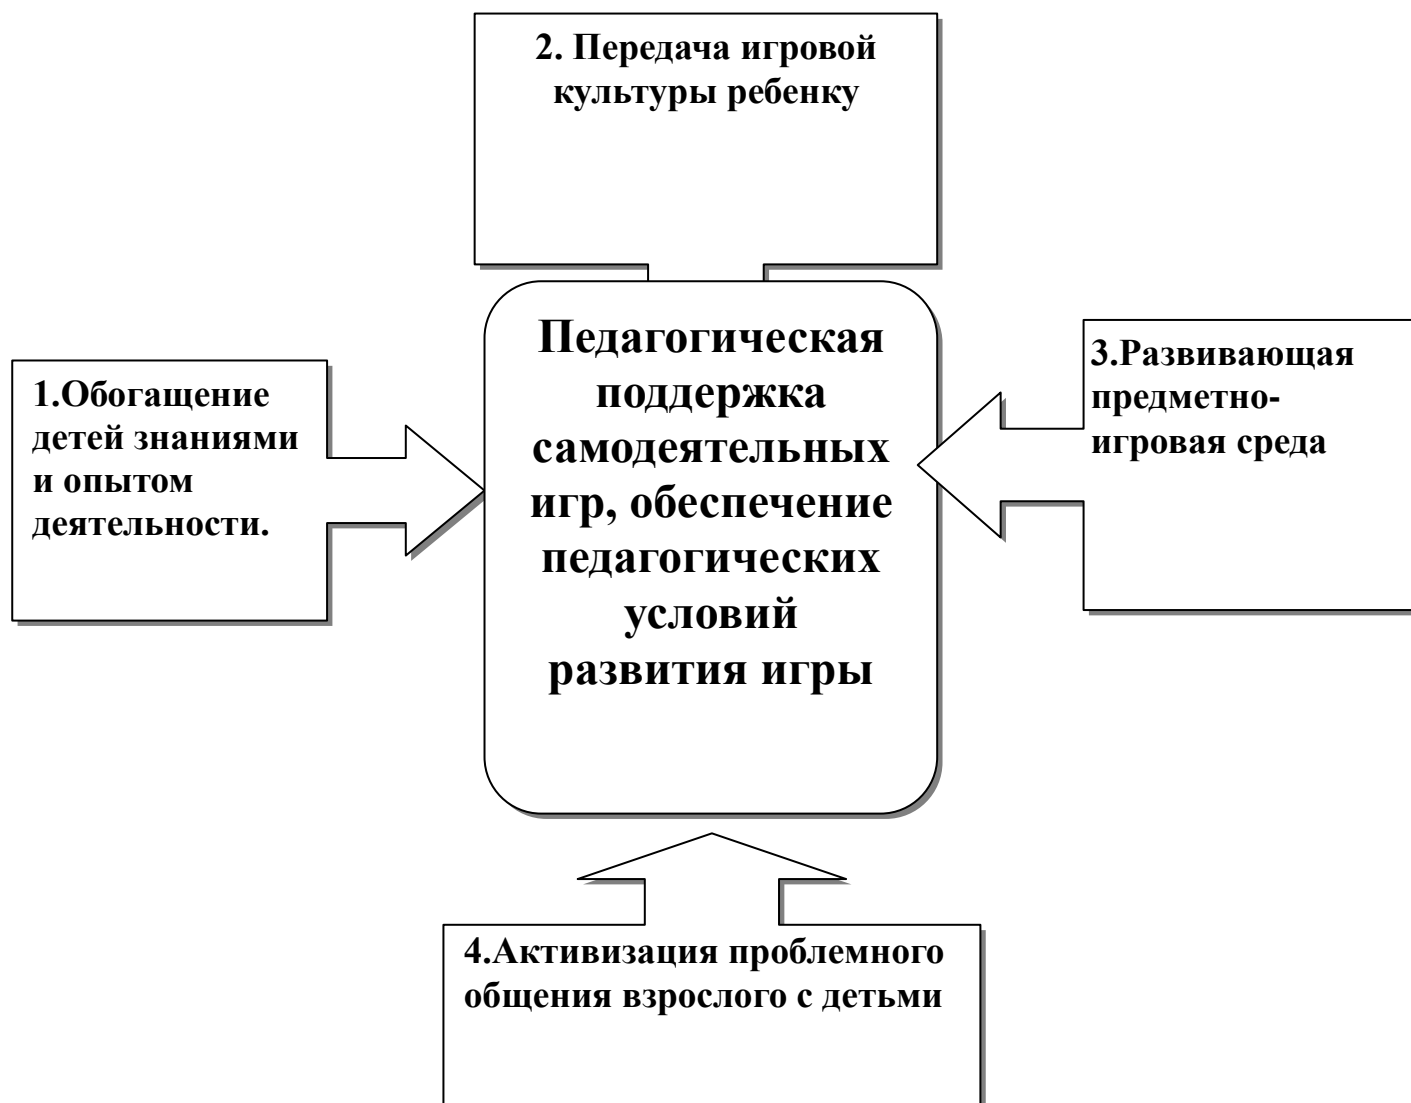 2. Передача игровой
культуры ребенку
1.Обогащение
детей знаниями
и опытом
деятельности.
Педагогическая
поддержка
самодеятельных
игр, обеспечение
педагогических
условий
развития игры
3.Развивающая
предметно-
игровая среда
4.Активизация проблемного
общения взрослого с детьми